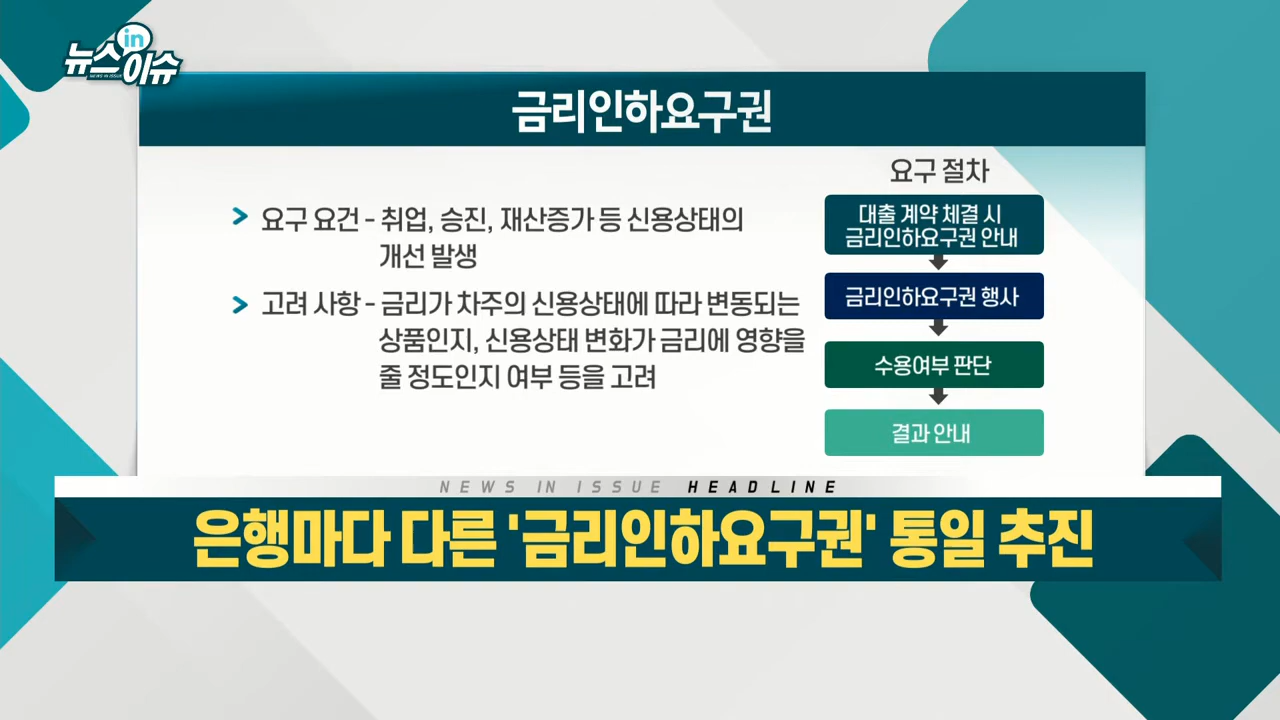 뉴스in이슈
NEWS IN ISSUE
금리인하요구권
요구 요건 - 취업, 승진, 재산증가 등 신용상태의
개선 발생
고려 사항 - 금리가 차주의 신용상태에 따라 변동되는
상품인지, 신용상태 변화가 금리에 영향을
줄 정도인지 여부 등을 고려
요구 절차
대출 계약 체결 시
금리인하요구권 안내
금리인하요구권 행사
수용여부 판단
결과 안내
NEWS IN ISSUE HEADLINE
은행마다 다른 '금리인하요구권' 통일 추진